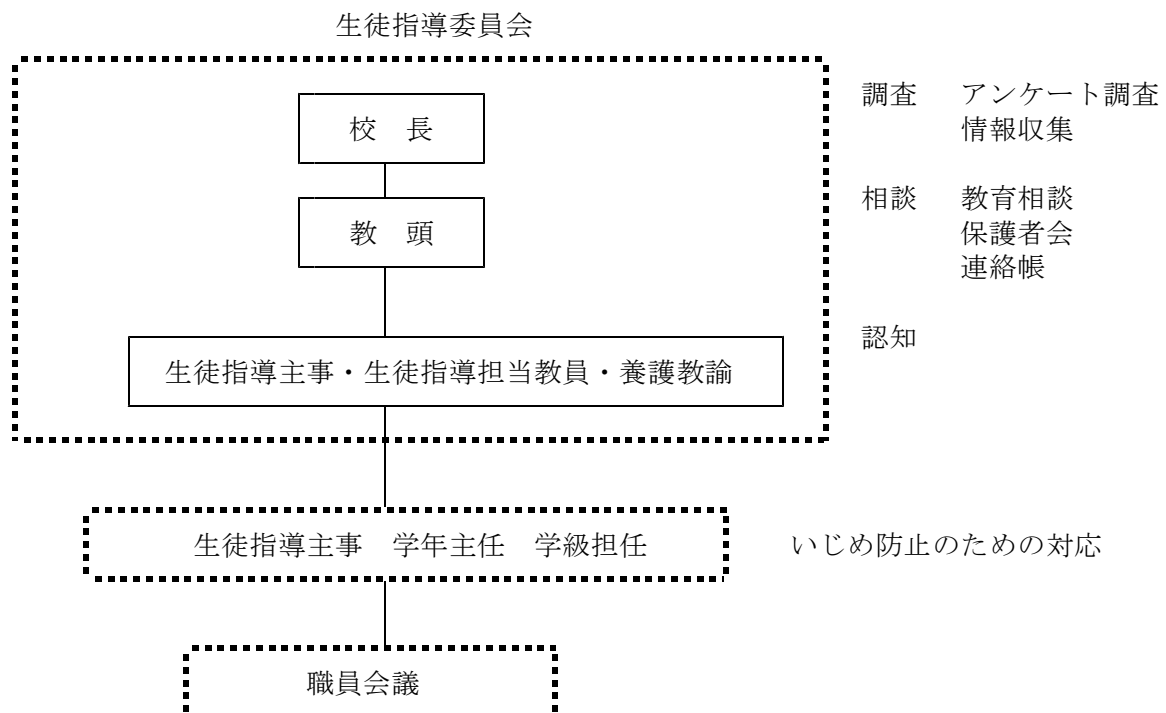 生徒指導委員会
校 長
調査 アンケート調査
情報収集
教 頭
相談 教育相談
保護者会
連絡帳
認知
生徒指導主事・生徒指導担当教員・養護教諭
生徒指導主事 学年主任 学級担任
いじめ防止のための対応
職員会議